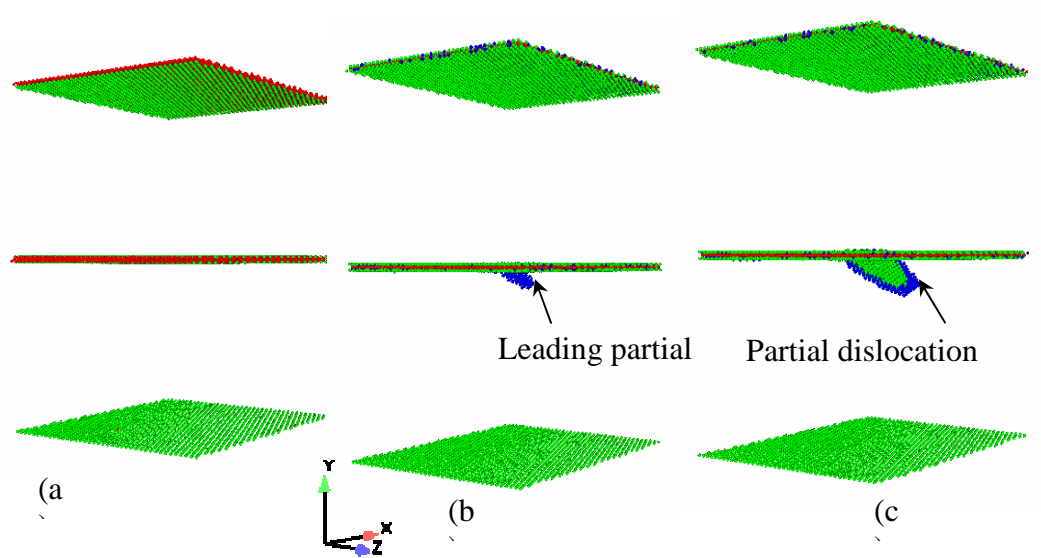 Leading partial
Partial dislocation
(a
Y
X
Z
(b
(c